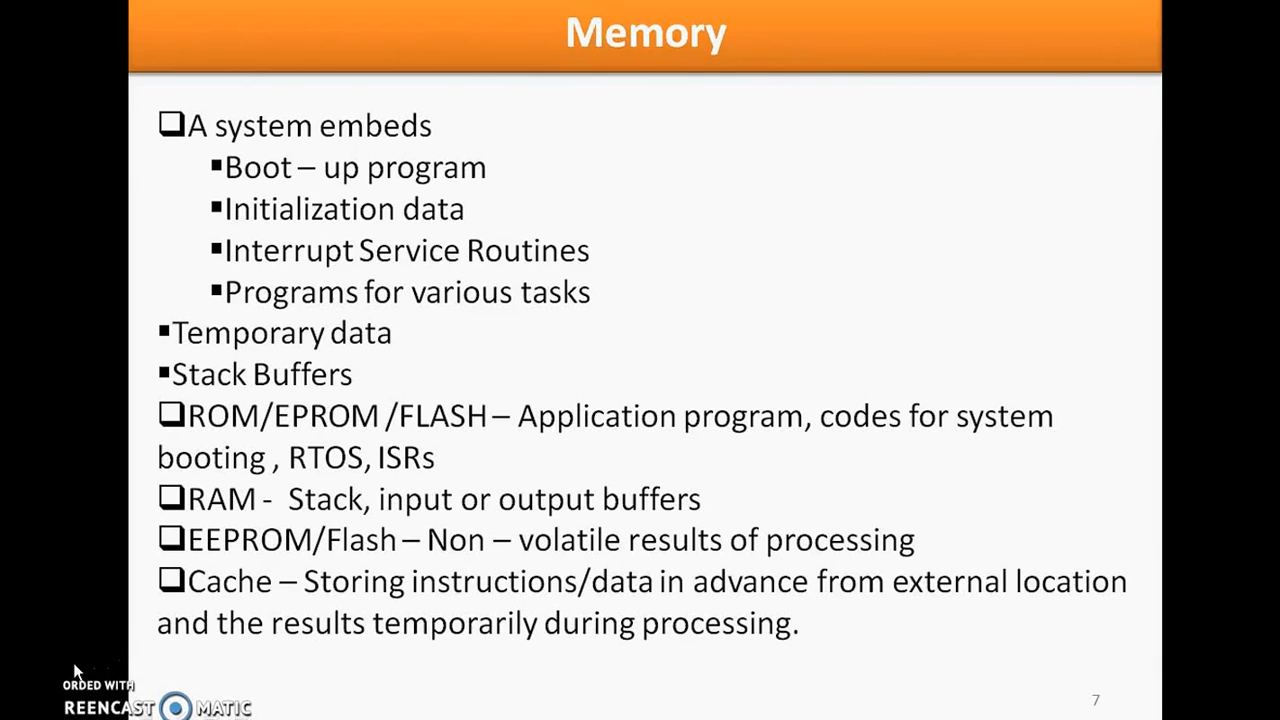 Memory
❑A system embeds
▪Boot – up program
▪Initialization data
▪Interrupt Service Routines
▪Programs for various tasks
▪Temporary data
▪Stack Buffers
❑ROM/EPROM /FLASH – Application program, codes for system
booting , RTOS, ISRs
❑RAM - Stack, input or output buffers
❑EEPROM/Flash – Non – volatile results of processing
❑Cache – Storing instructions/data in advance from external location
and the results temporarily during processing.
ORDED WITH
REENCAST MATIC
7